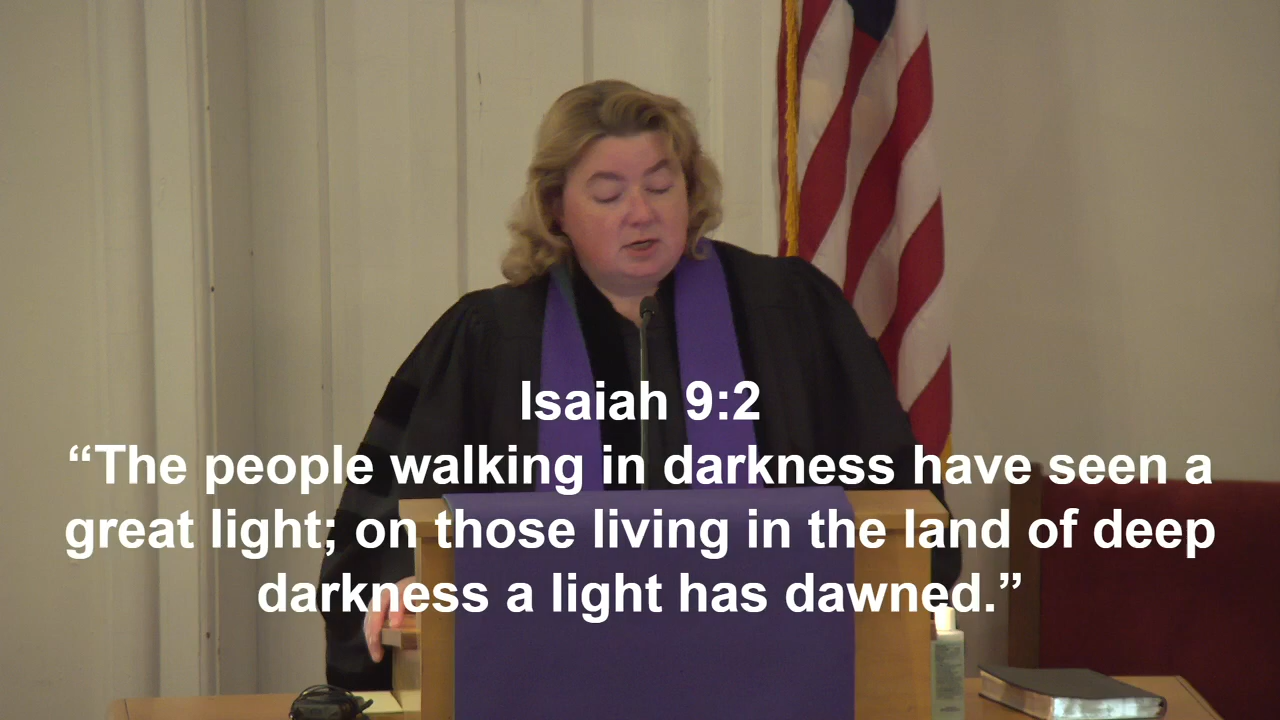 Isaiah 9:2
“The people walking in darkness have seen a
great light; on those living in the land of deep
darkness a light has dawned.”